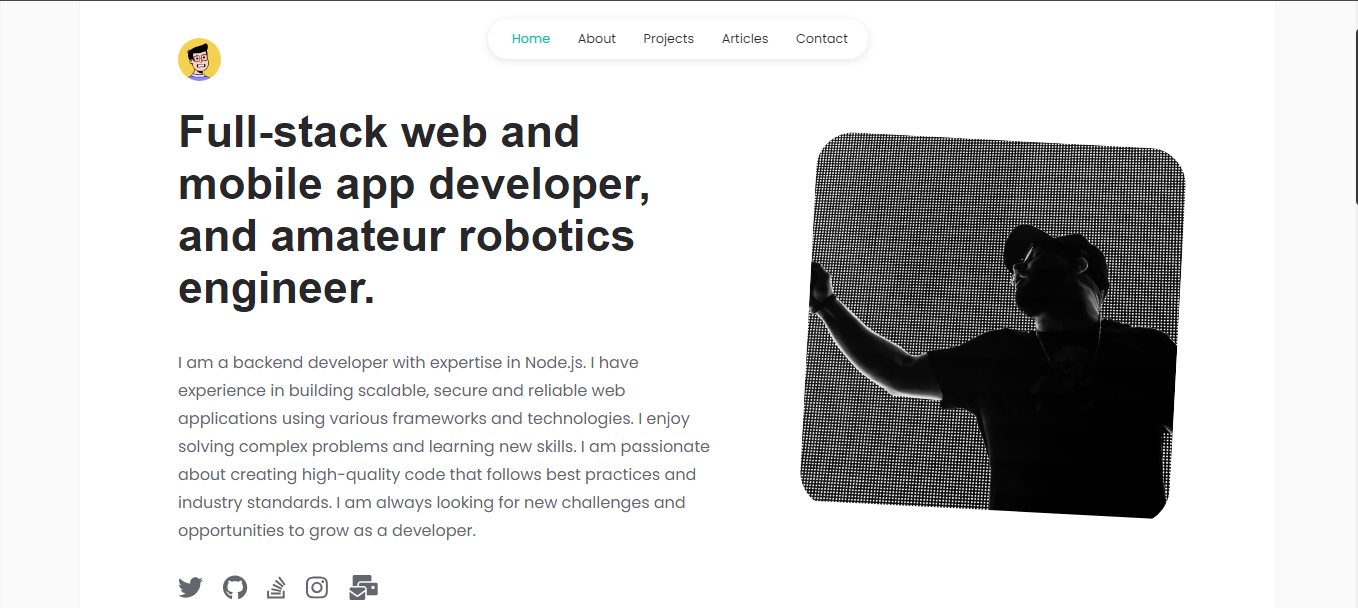 Home About Projects Articles Contact
Full-stack web and
mobile app developer,
and amateur robotics
engineer.
I am a backend developer with expertise in Node.js. I have
experience in building scalable, secure and reliable web
applications using various frameworks and technologies. I enjoy
solving complex problems and learning new skills. I am passionate
about creating high-quality code that follows best practices and
industry standards. I am always looking for new challenges and
opportunities to grow as a developer.